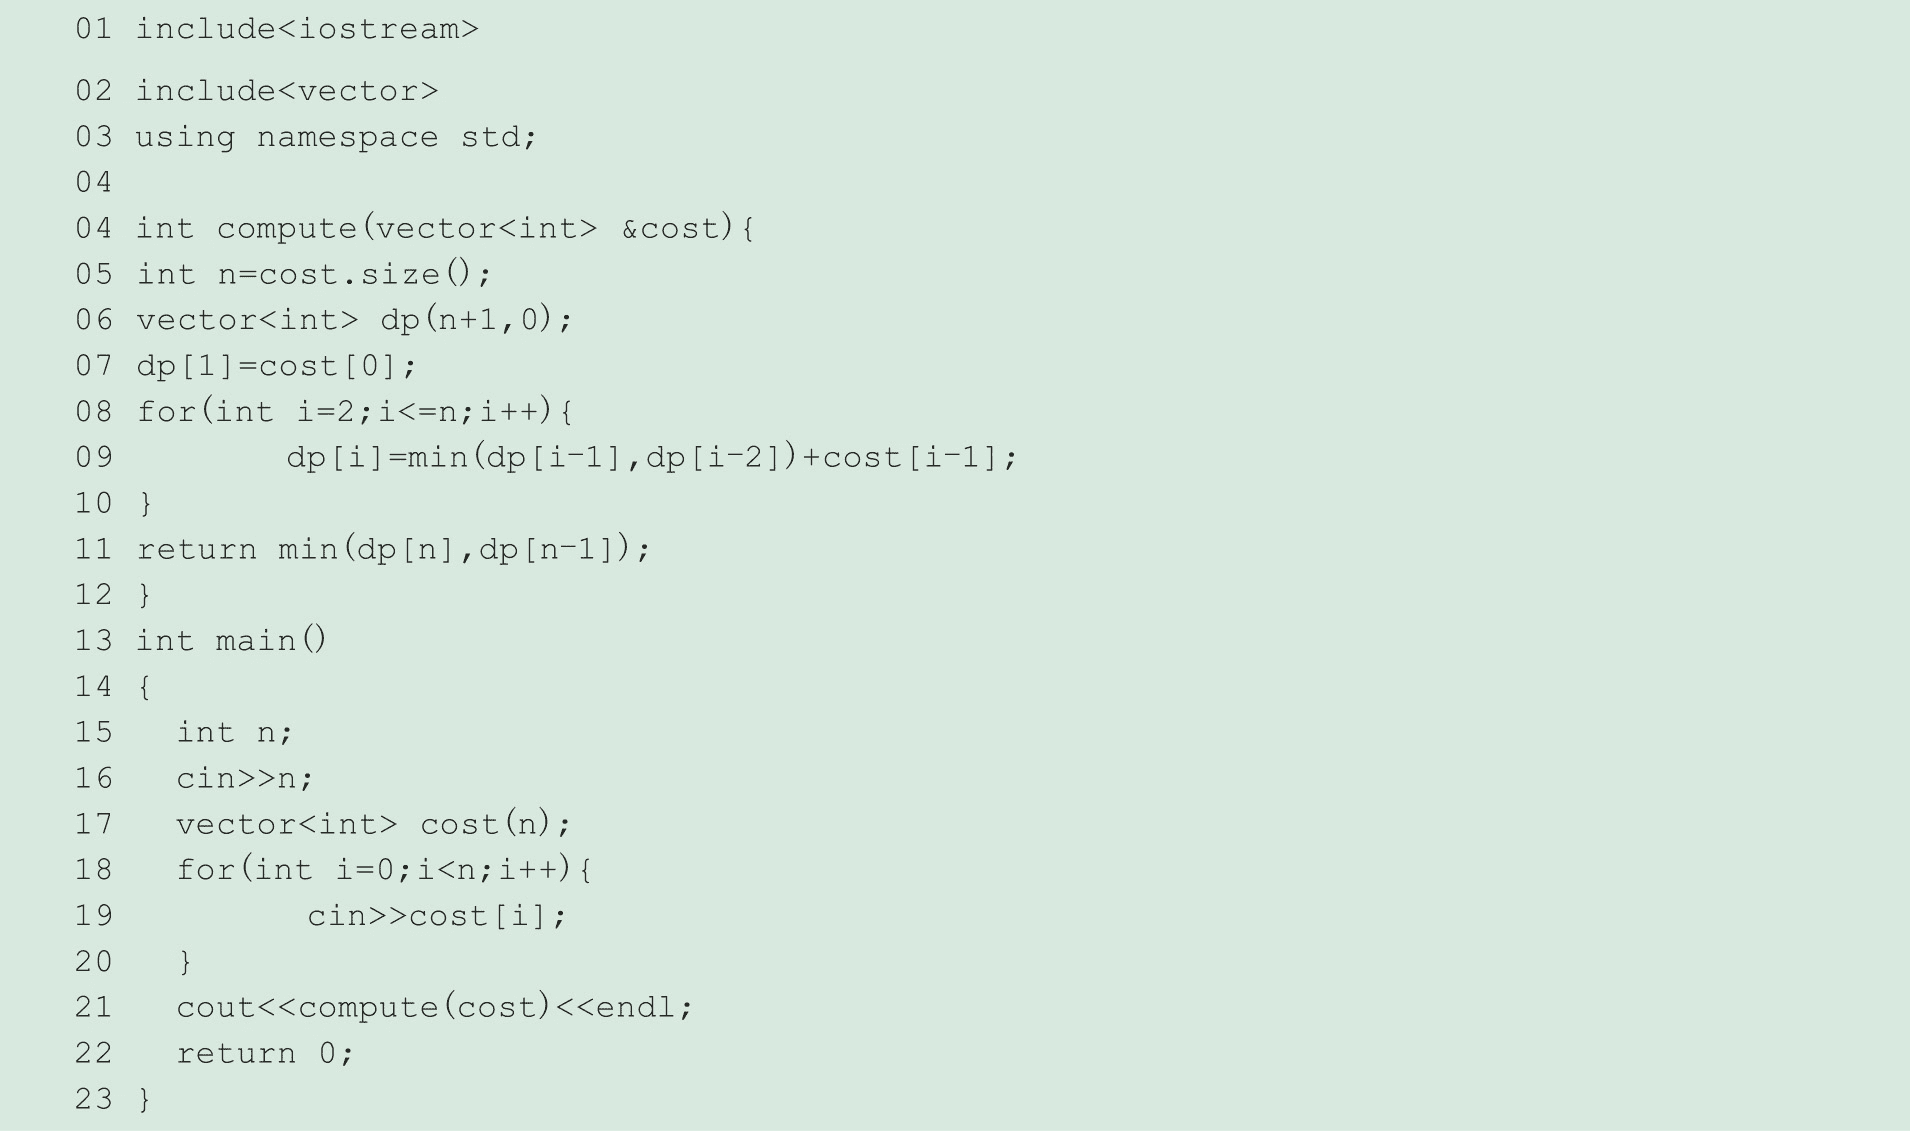 01 include<iostream>
02 include<vector>
03 using namespace std;
04
04 int compute(vector<int> &cost){
05 int n=cost.size();
06 vector<int> dp(n+1,0);
07 dp[1]=cost[0];
08 for(int i=2;i<=n;i++){
09 dp[i]=min(dp[i-1],dp[i-2])+cost[i-1];
10 }
11 return min(dp[n],dp[n-1]);
12 }
13 int main()
14 {
15 int n;
16 cin>>n;
17 vector<int> cost(n);
18 for(int i=0;i<n;i++){
19 cin>>cost[i];
20 }
21 cout<<compute(cost)<<endl;
22 return 0;
23 }